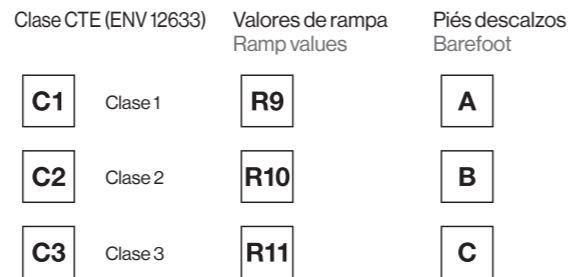 Clase CTE (ENV 12633) Valores de rampa Piés descalzos
Ramp values Barefoot
C1 Clase 1 R9 A
C2 Clase 2 R10 B
C3 Clase 3 R11 C